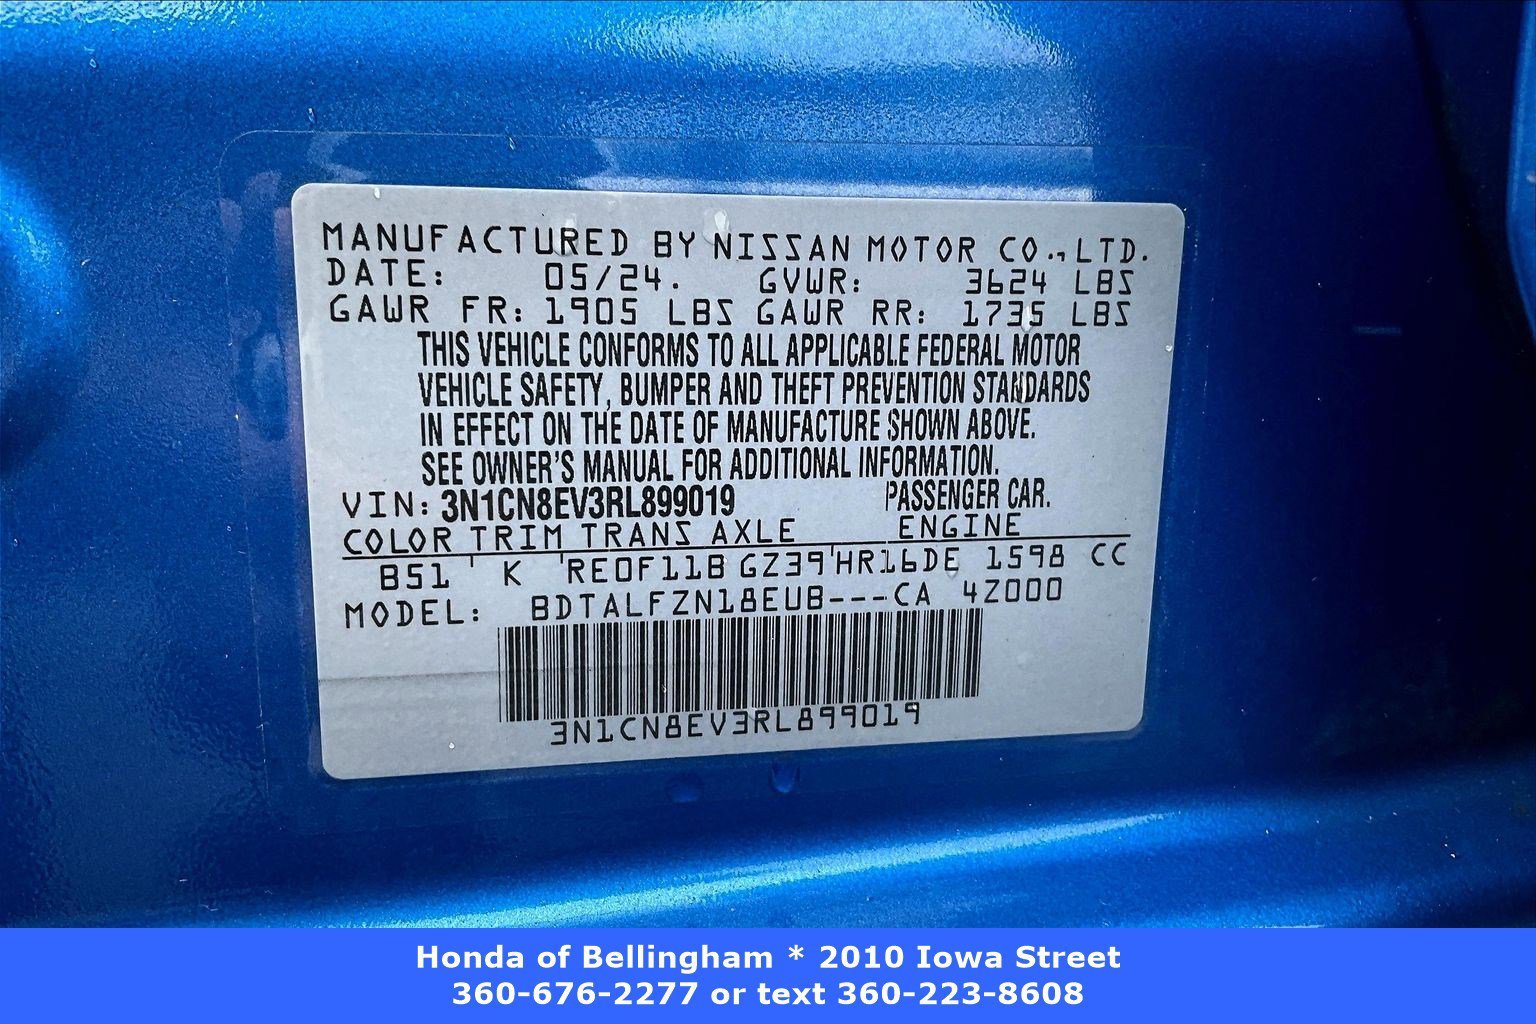 MANUFACTURED BY NISSAN MOTOR CO., LTD.
DATE: 05/24. GVWR: 3624 LBS
GAWR FR: 1905 LBS GAWR RR: 1735 LBS
THIS VEHICLE CONFORMS TO ALL APPLICABLE FEDERAL MOTOR
VEHICLE SAFETY, BUMPER AND THEFT PREVENTION STANDARDS
IN EFFECT ON THE DATE OF MANUFACTURE SHOWN ABOVE.
SEE OWNER'S MANUAL FOR ADDITIONAL INFORMATION.
VIN: 3N1CN8EV3RL899019 PASSENGER CAR.
COLOR TRIM TRANS AXLE ENGINE
B51 ' K 'RE0F11B GZ39'HR16DE 1598 CC
MODEL: BDTALFZN18EUB---CA 4Z000
3N1CN8EV3RL899019
Honda of Bellingham * 2010 Iowa Street
360-676-2277 or text 360-223-8608